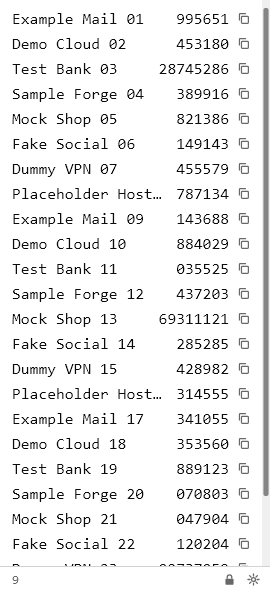 Example Mail 01 995651
Demo Cloud 02 453180
Test Bank 03 28745286
Sample Forge 04 389916
Mock Shop 05 821386
Fake Social 06 149143
Dummy VPN 07 455579
Placeholder Host… 787134
Example Mail 09 143688
Demo Cloud 10 884029
Test Bank 11 035525
Sample Forge 12 437203
Mock Shop 13 69311121
Fake Social 14 285285
Dummy VPN 15 428982
Placeholder Host… 314555
Example Mail 17 341055
Demo Cloud 18 353560
Test Bank 19 889123
Sample Forge 20 070803
Mock Shop 21 047904
Fake Social 22 120204
9